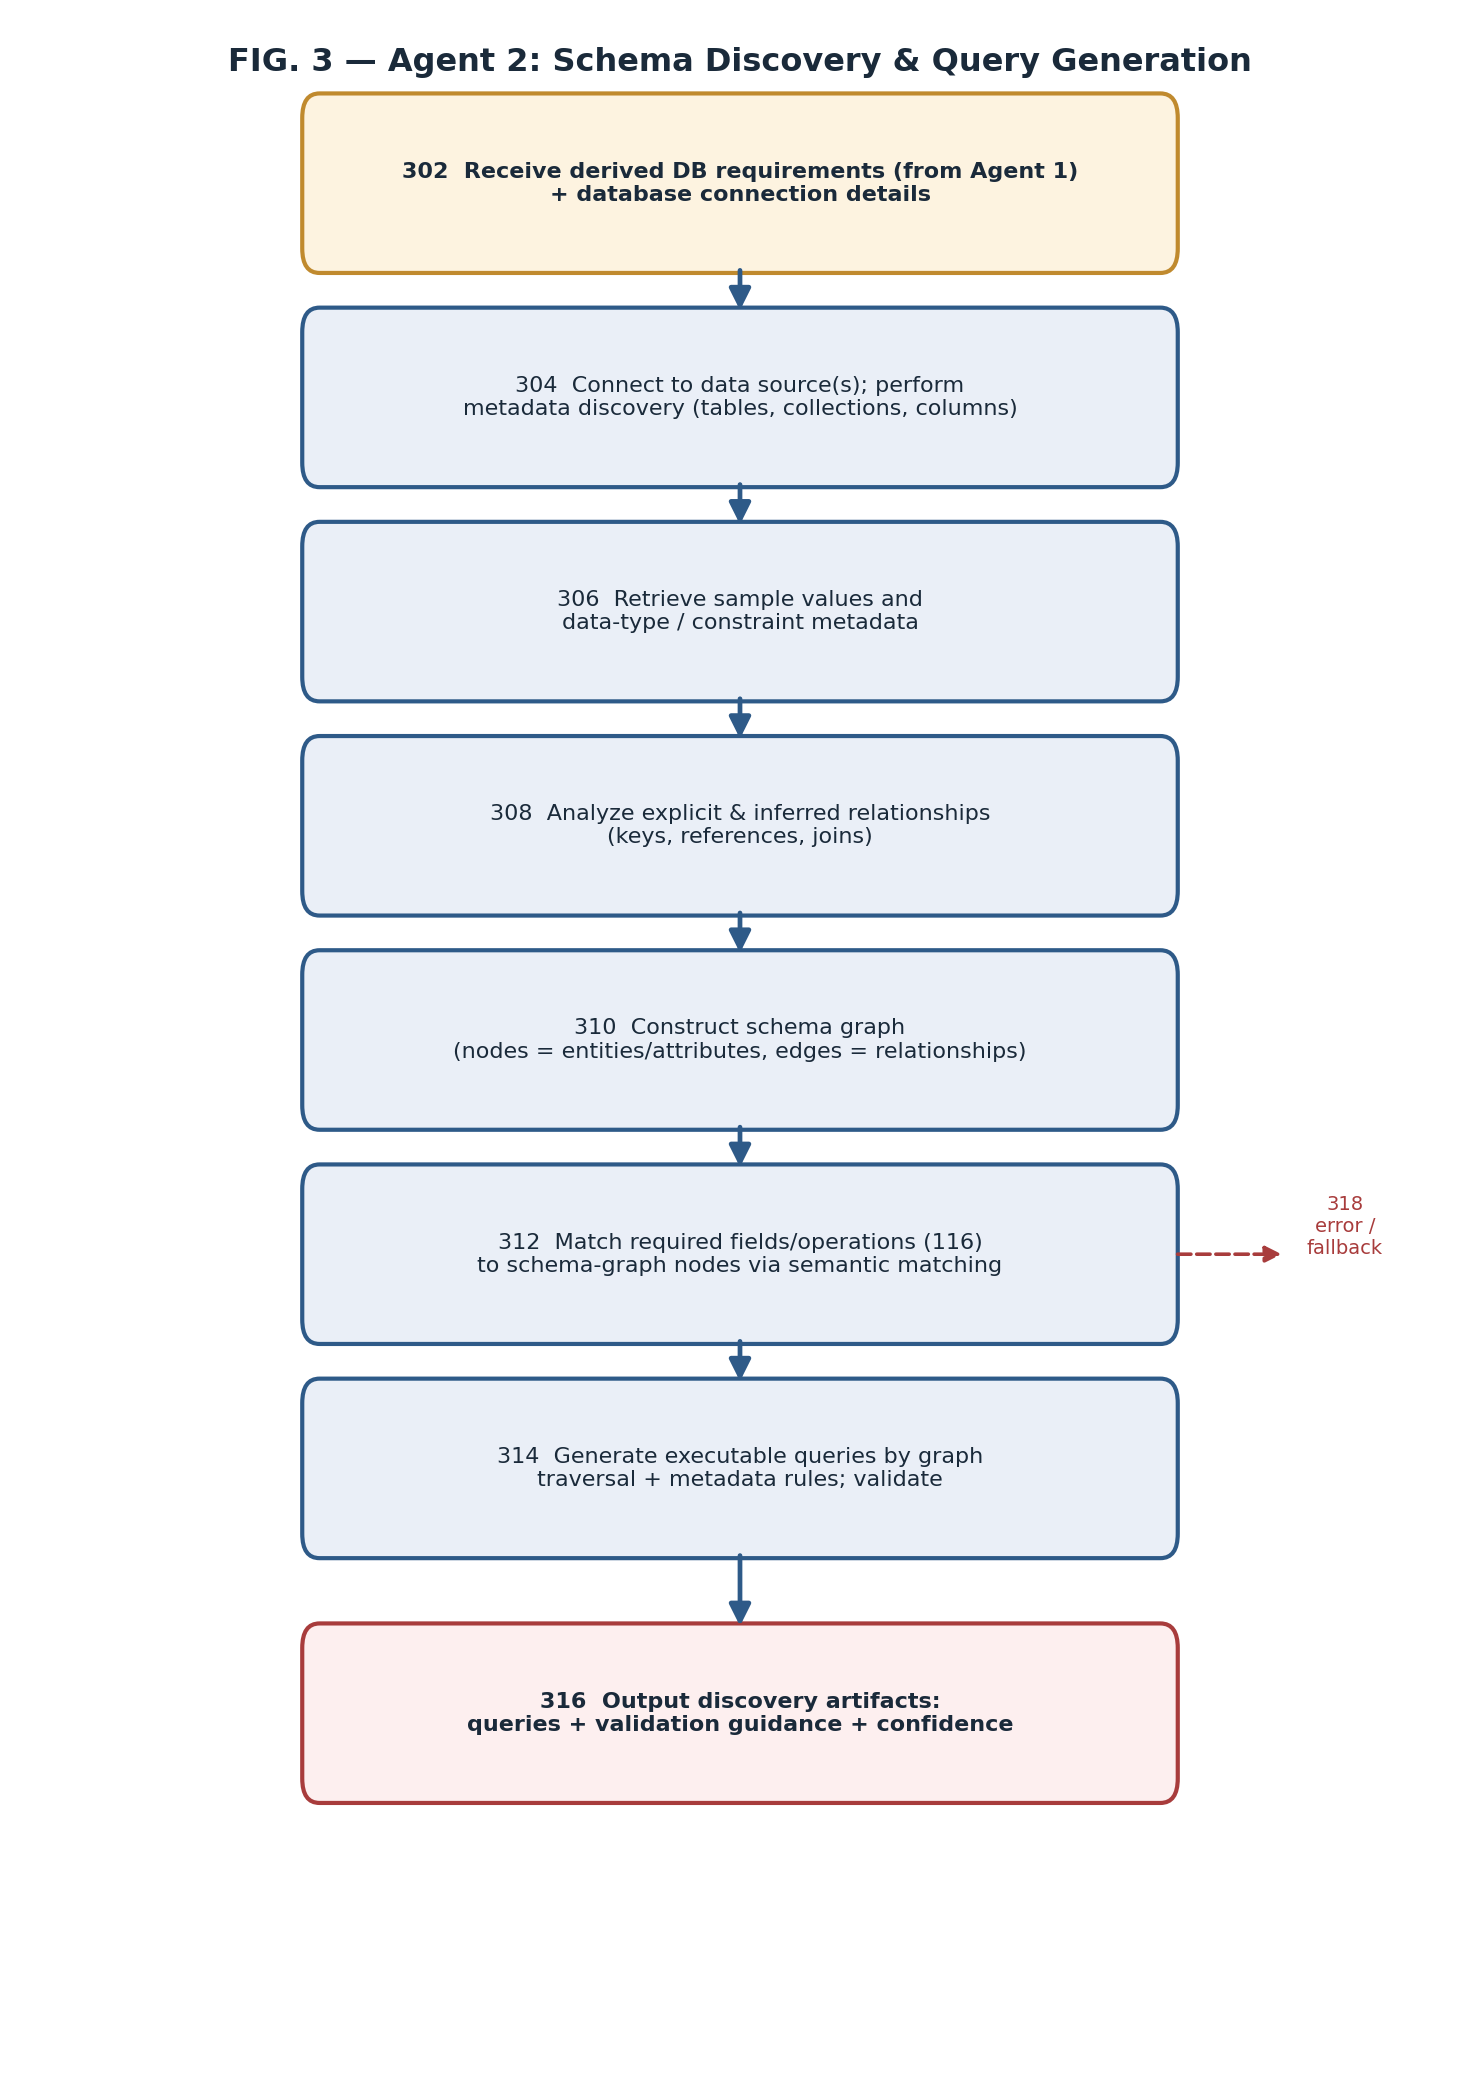 FIG. 3 — Agent 2: Schema Discovery & Query Generation
302  Receive derived DB requirements (from Agent 1)
+ database connection details
304  Connect to data source(s); perform
metadata discovery (tables, collections, columns)
306  Retrieve sample values and
data-type / constraint metadata
308  Analyze explicit & inferred relationships
(keys, references, joins)
310  Construct schema graph
(nodes = entities/attributes, edges = relationships)
312  Match required fields/operations (116)
to schema-graph nodes via semantic matching
318
error /
fallback
314  Generate executable queries by graph
traversal + metadata rules; validate
316  Output discovery artifacts:
queries + validation guidance + confidence